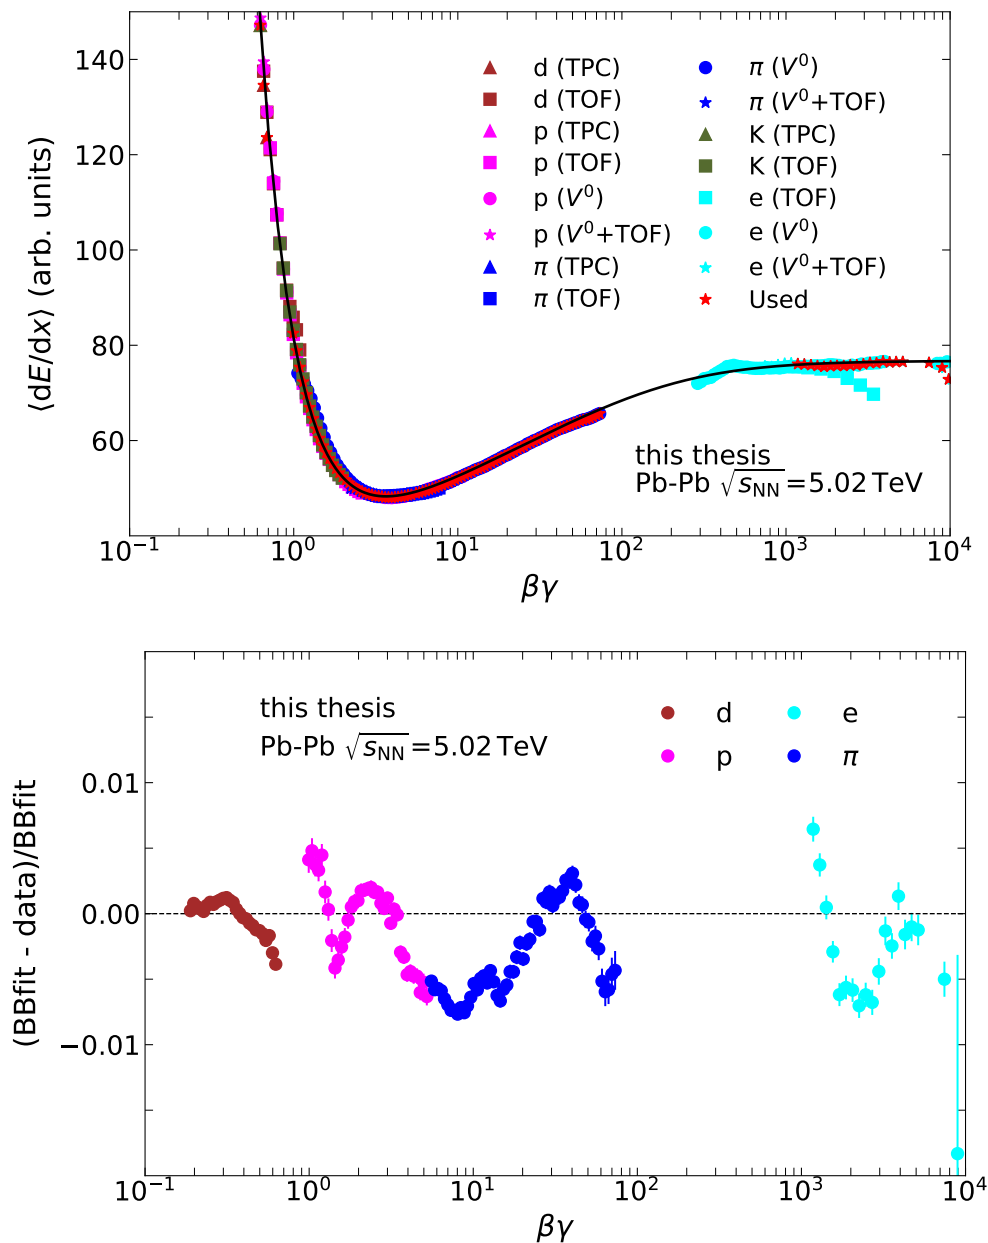 140
120
100
80
60
⟨dE/dx⟩ (arb. units)
d (TPC)
d (TOF)
p (TPC)
p (TOF)
p (V⁰)
p (V⁰+TOF)
π (TPC)
π (TOF)
π (V⁰)
π (V⁰+TOF)
K (TPC)
K (TOF)
e (TOF)
e (V⁰)
e (V⁰+TOF)
Used
this thesis
Pb-Pb √s_NN=5.02 TeV
10⁻¹ 10⁰ 10¹ 10² 10³ 10⁴
βγ
(BBfit - data)/BBfit
0.01
0.00
−0.01
this thesis
Pb-Pb √s_NN=5.02 TeV
d
p
e
π
10⁻¹ 10⁰ 10¹ 10² 10³ 10⁴
βγ